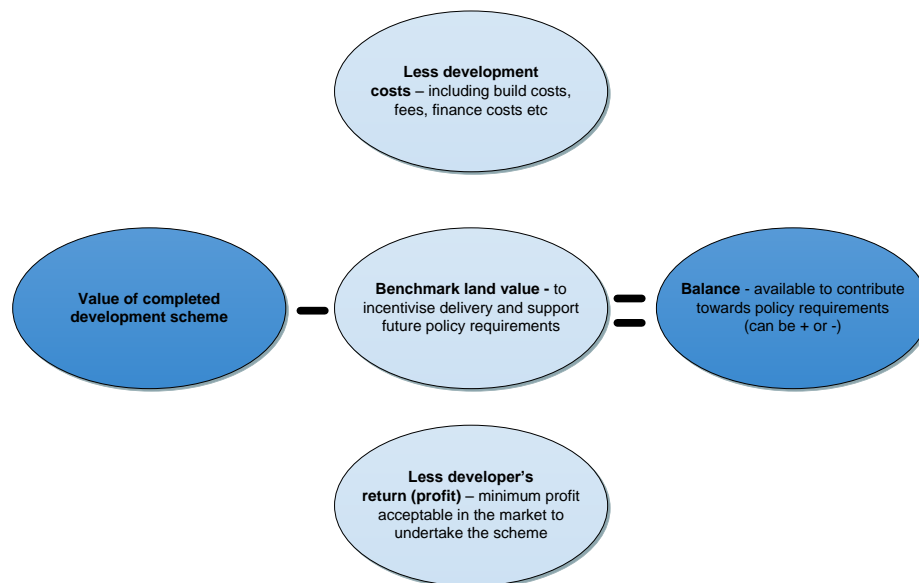 Less development
costs – including build costs,
fees, finance costs etc
Value of completed
development scheme
Benchmark land value - to
incentivise delivery and support
future policy requirements
Balance - available to contribute
towards policy requirements
(can be + or -)
Less developer's
return (profit) – minimum profit
acceptable in the market to
undertake the scheme